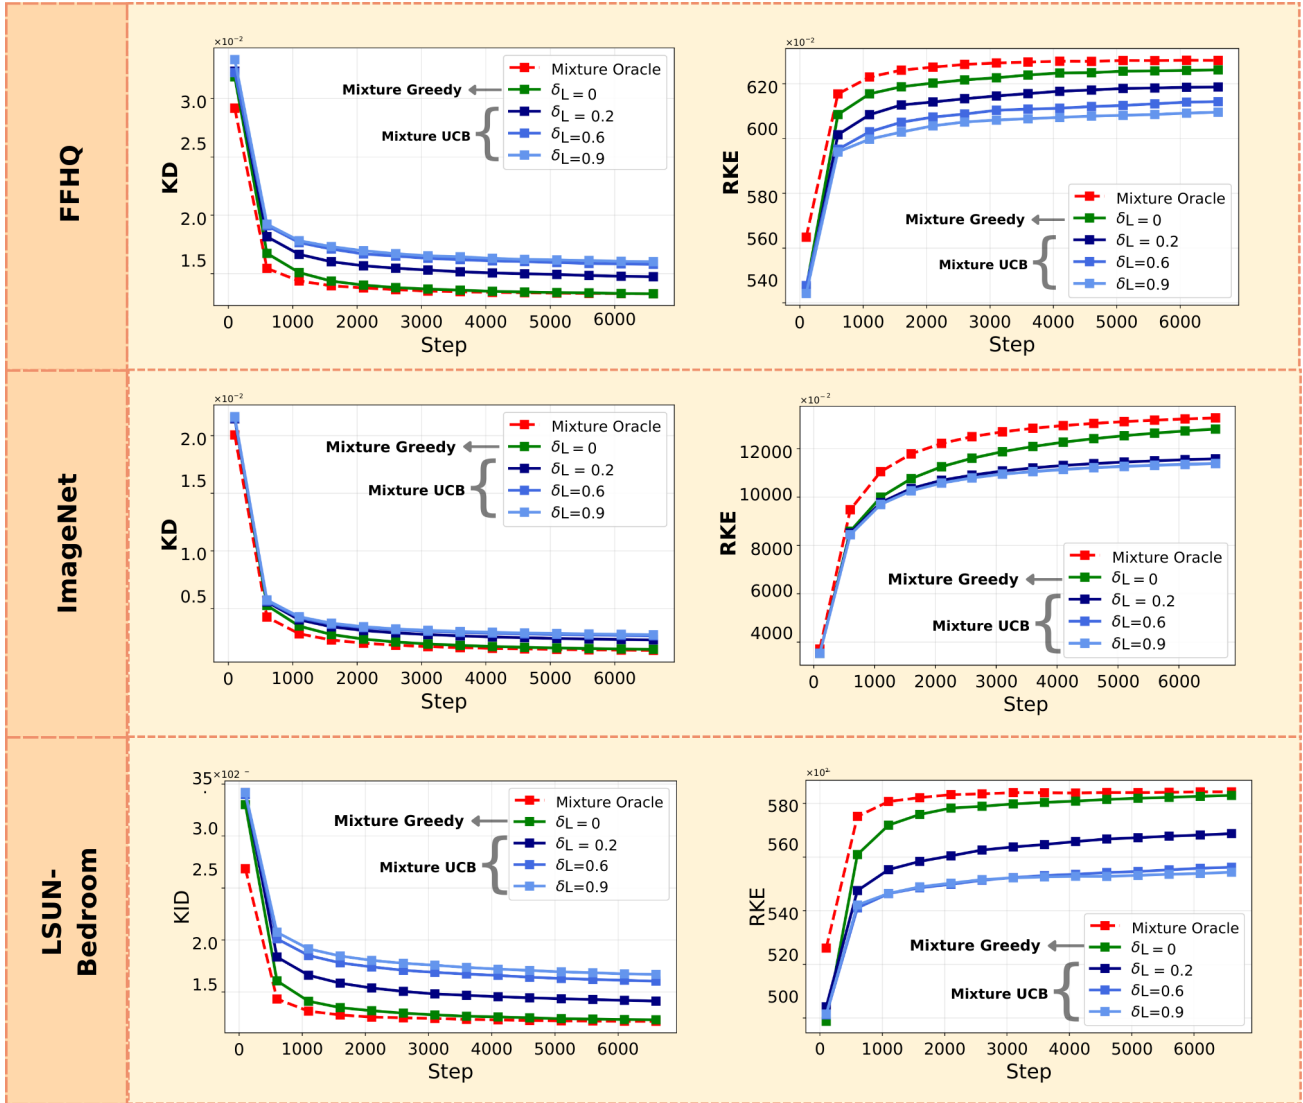 FFHQ
×10⁻²
KD
3.0
2.5
2.0
1.5
0 1000 2000 3000 4000 5000 6000
Step
Mixture Oracle
Mixture Greedy
δL = 0
δL = 0.2
Mixture UCB
δL=0.6
δL=0.9
×10⁻²
RKE
620
600
580
560
540
0 1000 2000 3000 4000 5000 6000
Step
Mixture Oracle
Mixture Greedy
δL = 0
δL = 0.2
Mixture UCB
δL=0.6
δL=0.9
ImageNet
×10⁻²
KD
2.0
1.5
1.0
0.5
0 1000 2000 3000 4000 5000 6000
Step
Mixture Oracle
Mixture Greedy
δL = 0
δL = 0.2
Mixture UCB
δL=0.6
δL=0.9
×10⁻²
RKE
12000
10000
8000
6000
4000
0 1000 2000 3000 4000 5000 6000
Step
Mixture Oracle
Mixture Greedy
δL = 0
δL = 0.2
Mixture UCB
δL=0.6
δL=0.9
LSUN-
Bedroom
35×102 ⁻
.
KID
3.0
2.5
2.0
1.5
0 1000 2000 3000 4000 5000 6000
Step
Mixture Oracle
Mixture Greedy
δL = 0
δL = 0.2
Mixture UCB
δL=0.6
δL=0.9
RKE
580
560
540
520
500
0 1000 2000 3000 4000 5000 6000
Step
Mixture Oracle
Mixture Greedy
δL = 0
δL = 0.2
Mixture UCB
δL=0.6
δL=0.9